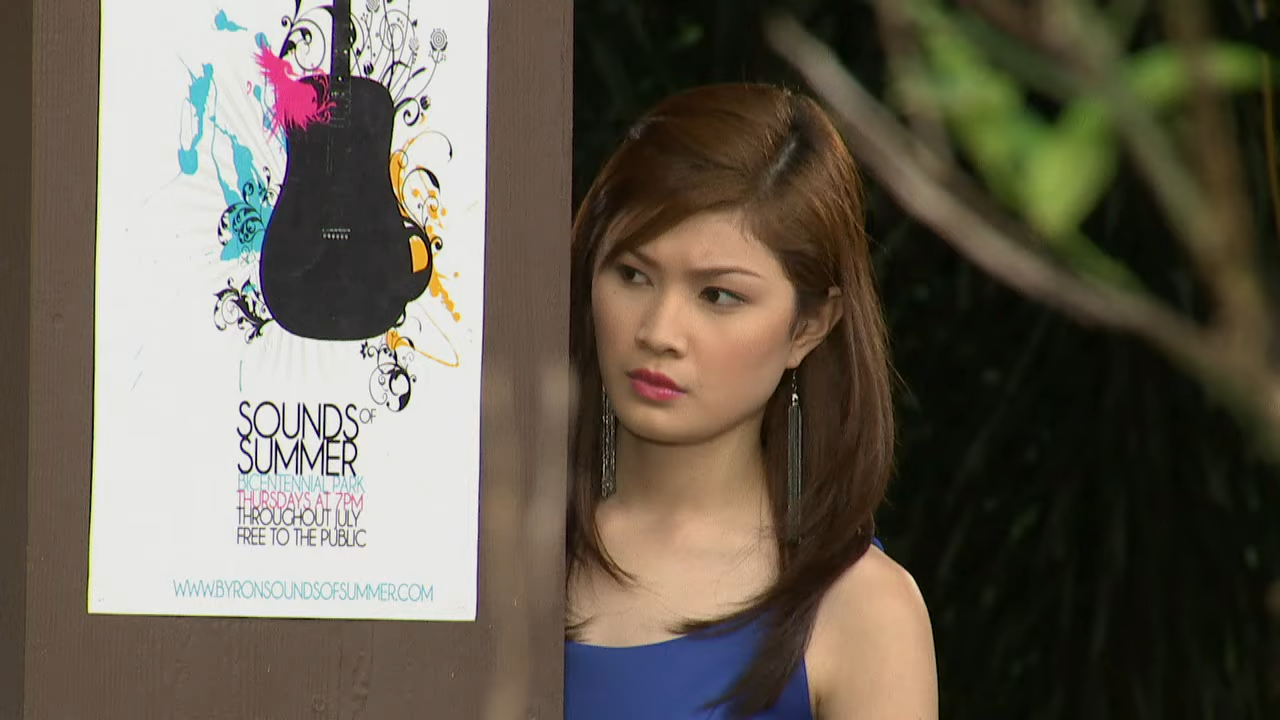 SOUNDS OF
SUMMER
BICENTENNIAL PARK
THURSDAYS AT 7PM
THROUGHOUT JULY
FREE TO THE PUBLIC
WWW.BYRONSOUNDSOFSUMMER.COM